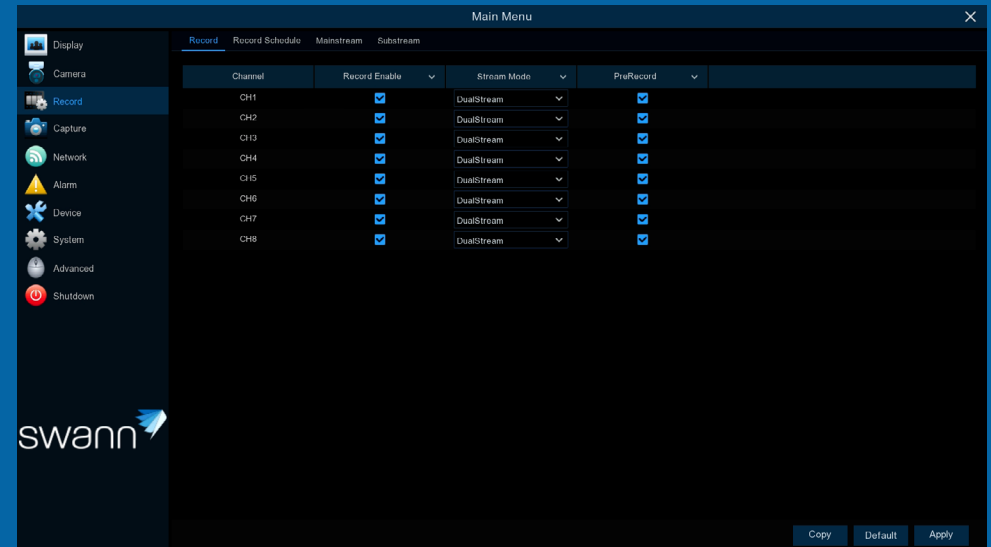 Main Menu
Display
Camera
Record
Capture
Network
Alarm
Device
System
Advanced
Shutdown
swann
Record Record Schedule Mainstream Substream
Channel Record Enable Stream Mode PreRecord
CH1 DualStream
CH2 DualStream
CH3 DualStream
CH4 DualStream
CH5 DualStream
CH6 DualStream
CH7 DualStream
CH8 DualStream
Copy Default Apply